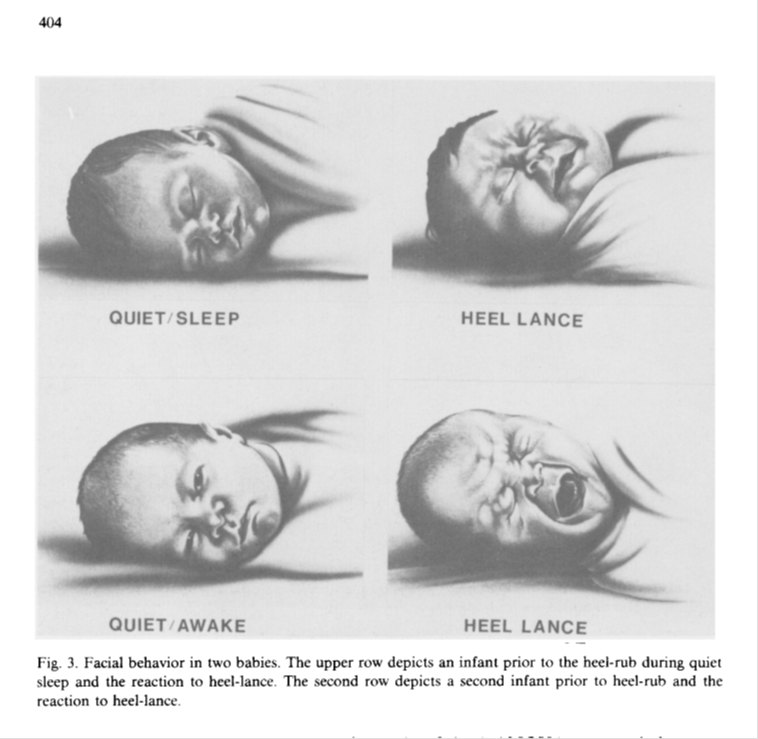 404
QUIET/SLEEP
HEEL LANCE
QUIET/AWAKE
HEEL LANCE
Fig. 3. Facial behavior in two babies. The upper row depicts an infant prior to the heel-rub during quiet
sleep and the reaction to heel-lance. The second row depicts a second infant prior to heel-rub and the
reaction to heel-lance.